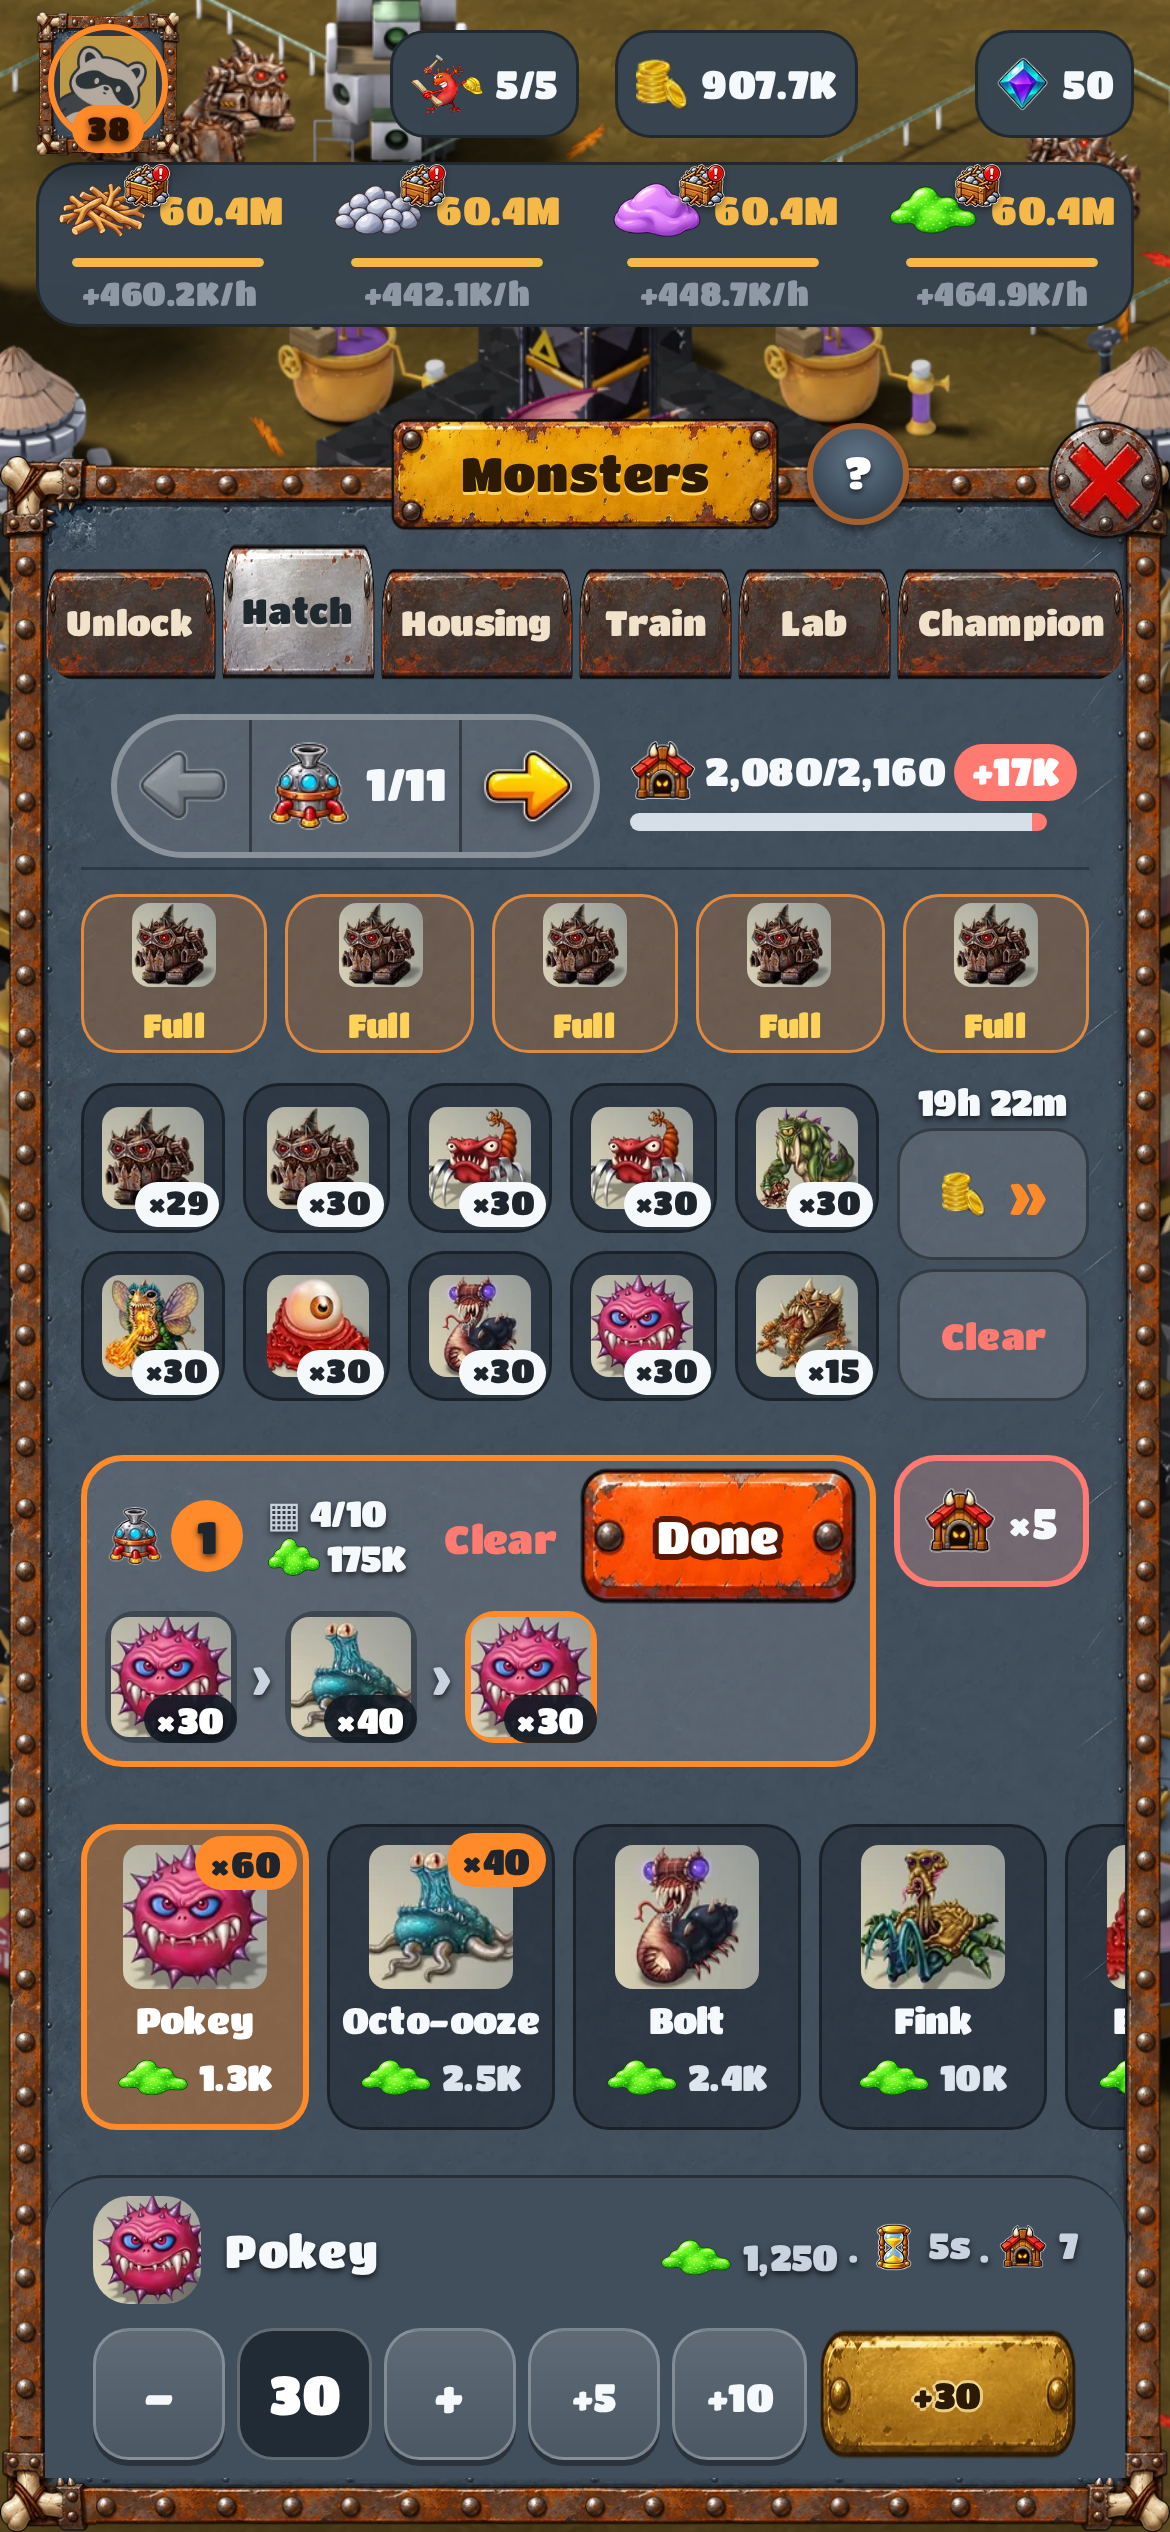 38
5/5
907.7K
50
60.4M
60.4M
60.4M
60.4M
+460.2K/h
+442.1K/h
+448.7K/h
+464.9K/h
Monsters
?
Unlock
Hatch
Housing
Train
Lab
Champion
1/11
2,080/2,160
+17K
Full
Full
Full
Full
Full
×29
×30
×30
×30
×30
19h 22m
×30
×30
×30
×30
×15
Clear
1
4/10
175K
Clear
Done
×5
×30
×40
×30
×60
×40
Pokey
Octo-ooze
Bolt
Fink
1.3K
2.5K
2.4K
10K
Pokey
1,250 · 5s · 7
-
30
+
+5
+10
+30